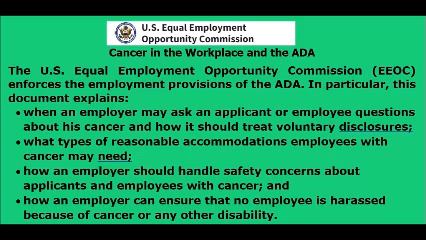 U.S. Equal Employment
Opportunity Commission
Cancer in the Workplace and the ADA
The U.S. Equal Employment Opportunity Commission (EEOC)
enforces the employment provisions of the ADA. In particular, this
document explains:
• when an employer may ask an applicant or employee questions
about his cancer and how it should treat voluntary disclosures;
• what types of reasonable accommodations employees with
cancer may need;
• how an employer should handle safety concerns about
applicants and employees with cancer; and
• how an employer can ensure that no employee is harassed
because of cancer or any other disability.